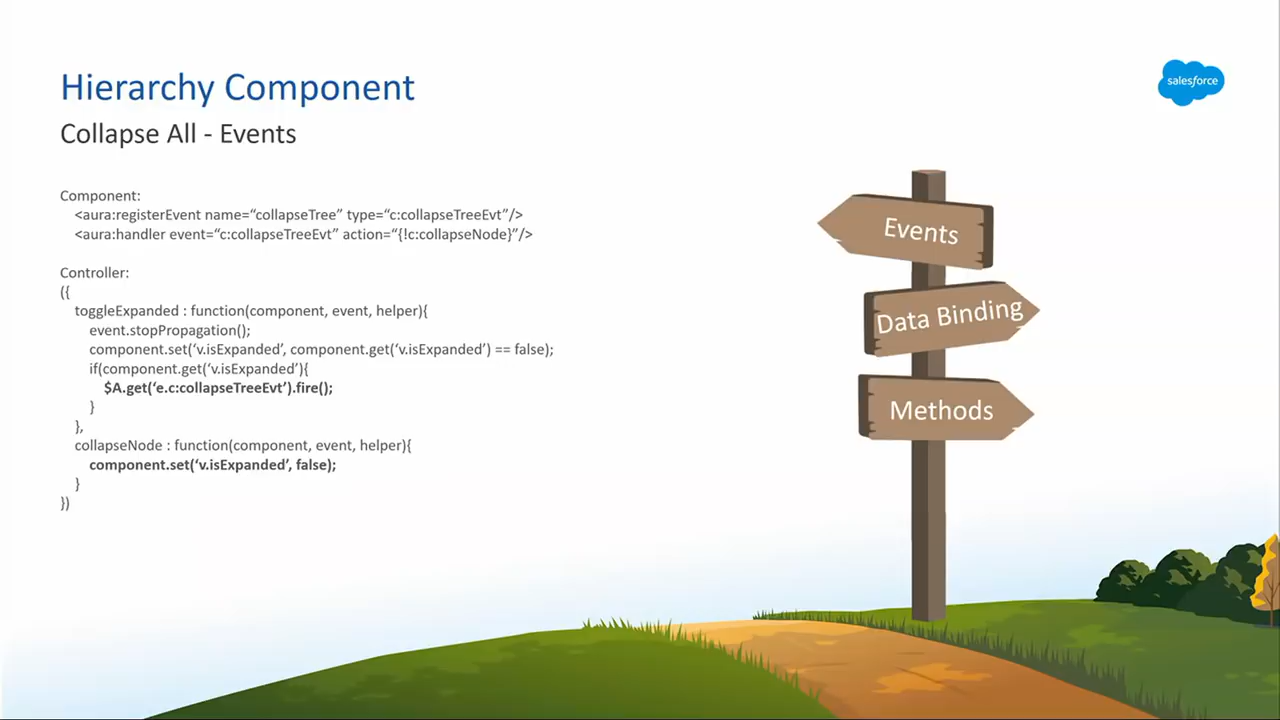 Hierarchy Component
salesforce
Collapse All - Events
Component:
<aura:registerEvent name=“collapseTree” type=“c:collapseTreeEvt”/>
<aura:handler event=“c:collapseTreeEvt” action=“{!c:collapseNode}”/>
Controller:
({
toggleExpanded : function(component, event, helper){
event.stopPropagation();
component.set(‘v.isExpanded’, component.get(‘v.isExpanded’) == false);
if(component.get(‘v.isExpanded’){
$A.get(‘e.c:collapseTreeEvt’).fire();
}
},
collapseNode : function(component, event, helper){
component.set(‘v.isExpanded’, false);
}
})
Events
Data Binding
Methods